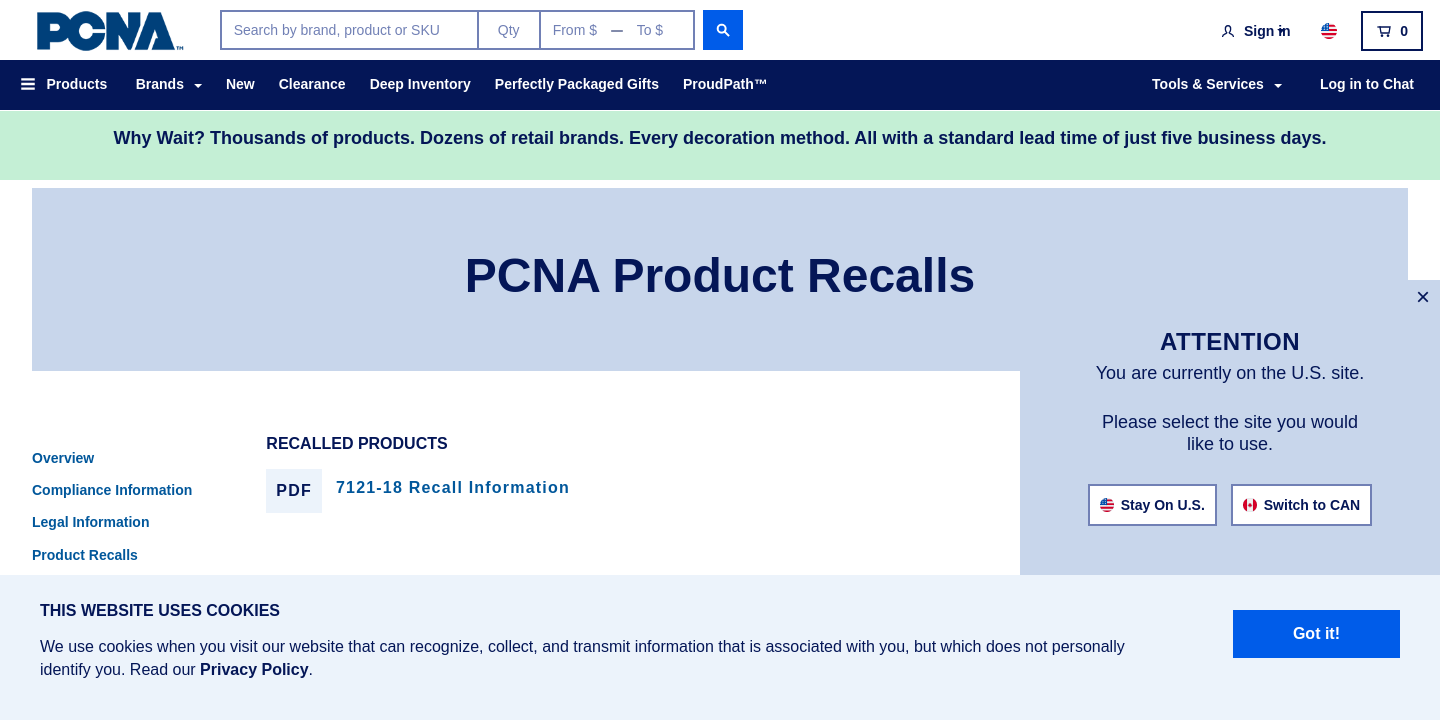 PCNA™
Search by brand, product or SKU
Qty
From $ — To $
Sign in
0
Products
Brands
New
Clearance
Deep Inventory
Perfectly Packaged Gifts
ProudPath™
Tools & Services
Log in to Chat
Why Wait? Thousands of products. Dozens of retail brands. Every decoration method. All with a standard lead time of just five business days.
PCNA Product Recalls
×
ATTENTION
You are currently on the U.S. site.
Please select the site you would
like to use.
Stay On U.S.
Switch to CAN
Overview
Compliance Information
Legal Information
Product Recalls
RECALLED PRODUCTS
PDF
7121-18 Recall Information
THIS WEBSITE USES COOKIES
We use cookies when you visit our website that can recognize, collect, and transmit information that is associated with you, but which does not personally
identify you. Read our Privacy Policy.
Got it!